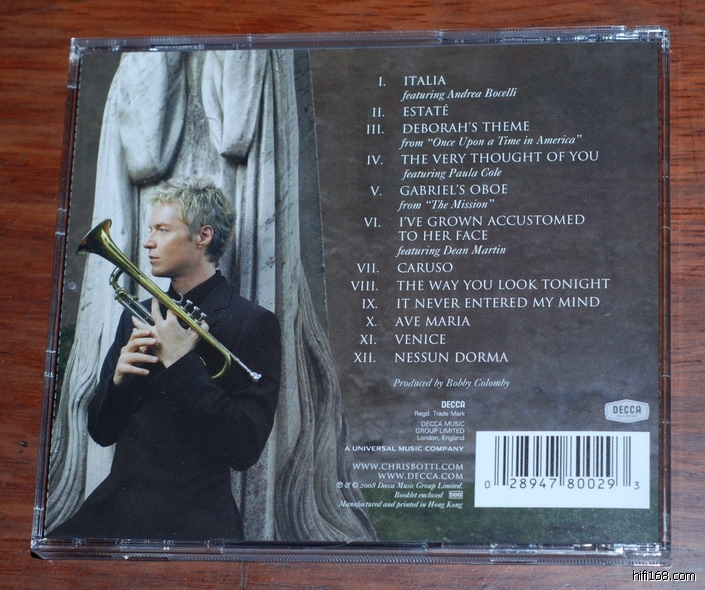 I. ITALIA
featuring Andrea Bocelli
II. ESTATÉ
III. DEBORAH'S THEME
from "Once Upon a Time in America"
IV. THE VERY THOUGHT OF YOU
featuring Paula Cole
V. GABRIEL'S OBOE
from "The Mission"
VI. I'VE GROWN ACCUSTOMED
TO HER FACE
featuring Dean Martin
VII. CARUSO
VIII. THE WAY YOU LOOK TONIGHT
IX. IT NEVER ENTERED MY MIND
X. AVE MARIA
XI. VENICE
XII. NESSUN DORMA
Produced by Bobby Colomby
DECCA
Regd. Trade Mark
DECCA MUSIC
GROUP LIMITED
London, England
A UNIVERSAL MUSIC COMPANY
WWW.CHRISBOTTI.COM
WWW.DECCA.COM
℗ & © 2008 Decca Music Group Limited.
Booklet enclosed DDD
Manufactured and printed in Hong Kong
DECCA
RECORDS
0 28947 80029 3
hifi168.com